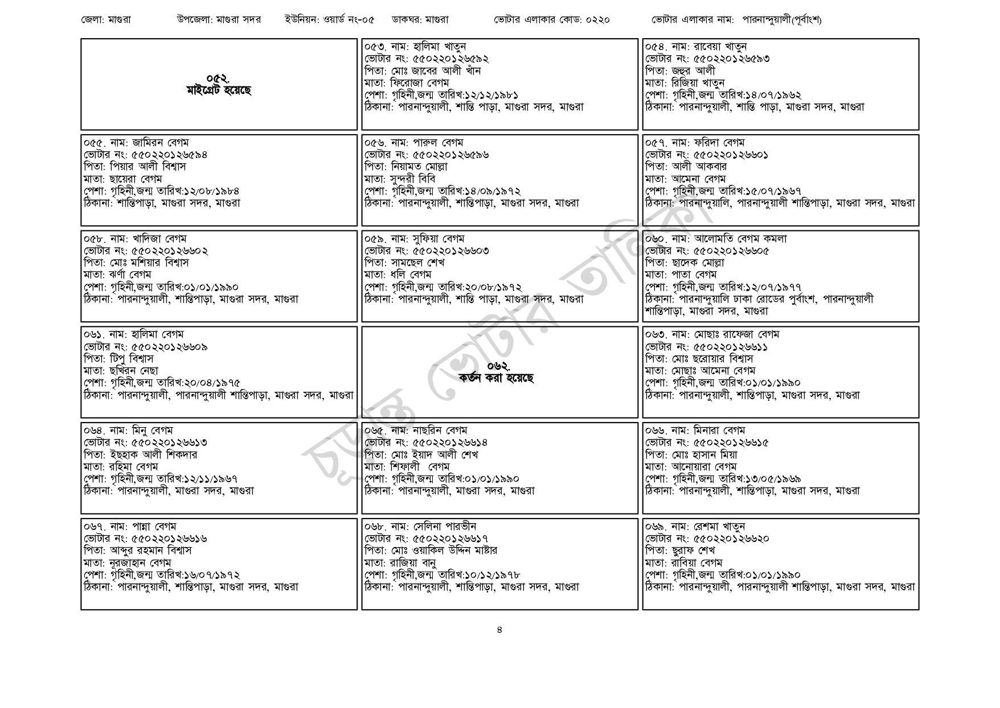 জেলা: মাগুরা উপজেলা: মাগুরা সদর ইউনিয়ন: ওয়ার্ড নং-০৫ ডাকঘর: মাগুরা ভোটার এলাকার কোড: ০২২০ ভোটার এলাকার নাম: পারনান্দুয়ালী(পূর্বাংশ)
০৫২.
মাইগ্রেট হয়েছে
০৫৩. নাম: হালিমা খাতুন
ভোটার নং: ৫৫০২২০১২৬৫৯২
পিতা: মোঃ জাবের আলী খাঁন
মাতা: ফিরোজা বেগম
পেশা: গৃহিনী,জন্ম তারিখ:১২/১২/১৯৮১
ঠিকানা: পারনান্দুয়ালী, শান্তি পাড়া, মাগুরা সদর, মাগুরা
০৫৪. নাম: রাবেয়া খাতুন
ভোটার নং: ৫৫০২২০১২৬৫৯৩
পিতা: জহুর আলী
মাতা: রিজিয়া খাতুন
পেশা: গৃহিনী,জন্ম তারিখ:১৪/০৭/১৯৬২
ঠিকানা: পারনান্দুয়ালী, শান্তি পাড়া, মাগুরা সদর, মাগুরা
০৫৫. নাম: জামিরন বেগম
ভোটার নং: ৫৫০২২০১২৬৫৯৪
পিতা: পিয়ার আলী বিশ্বাস
মাতা: ছায়েরা বেগম
পেশা: গৃহিনী,জন্ম তারিখ:১২/০৮/১৯৮৪
ঠিকানা: শান্তিপাড়া, মাগুরা সদর, মাগুরা
০৫৬. নাম: পারুল বেগম
ভোটার নং: ৫৫০২২০১২৬৫৯৬
পিতা: নিয়ামত মোল্লা
মাতা: সুন্দরী বিবি
পেশা: গৃহিনী,জন্ম তারিখ:১৪/০৯/১৯৭২
ঠিকানা: পারনান্দুয়ালী, শান্তিপাড়া, মাগুরা সদর, মাগুরা
০৫৭. নাম: ফরিদা বেগম
ভোটার নং: ৫৫০২২০১২৬৬০১
পিতা: আলী আকবার
মাতা: আমেনা বেগম
পেশা: গৃহিনী,জন্ম তারিখ:১৫/০৭/১৯৬৭
ঠিকানা: পারনান্দুয়ালি, পারনান্দুয়ালী শান্তিপাড়া, মাগুরা সদর, মাগুরা
০৫৮. নাম: খাদিজা বেগম
ভোটার নং: ৫৫০২২০১২৬৬০২
পিতা: মোঃ মশিয়ার বিশ্বাস
মাতা: ঝর্ণা বেগম
পেশা: গৃহিনী,জন্ম তারিখ:০১/০১/১৯৯০
ঠিকানা: পারনান্দুয়ালী, শান্তিপাড়া, মাগুরা সদর, মাগুরা
০৫৯. নাম: সুফিয়া বেগম
ভোটার নং: ৫৫০২২০১২৬৬০৩
পিতা: সামছেল শেখ
মাতা: ধলি বেগম
পেশা: গৃহিনী,জন্ম তারিখ:২০/০৮/১৯৭২
ঠিকানা: পারনান্দুয়ালী, শান্তি পাড়া, মাগুরা সদর, মাগুরা
০৬০. নাম: আলোমতি বেগম কমলা
ভোটার নং: ৫৫০২২০১২৬৬০৫
পিতা: ছাদেক মোল্লা
মাতা: পাতা বেগম
পেশা: গৃহিনী,জন্ম তারিখ:১২/০৭/১৯৭৭
ঠিকানা: পারনান্দুয়ালি ঢাকা রোডের পুর্বাংশ, পারনান্দুয়ালী
শান্তিপাড়া, মাগুরা সদর, মাগুরা
০৬১. নাম: হালিমা বেগম
ভোটার নং: ৫৫০২২০১২৬৬০৯
পিতা: টিপু বিশ্বাস
মাতা: ছখিরন নেছা
পেশা: গৃহিনী,জন্ম তারিখ:২০/০৪/১৯৭৫
ঠিকানা: পারনান্দুয়ালী, পারনান্দুয়ালী শান্তিপাড়া, মাগুরা সদর, মাগুরা
০৬২.
কর্তন করা হয়েছে
০৬৩. নাম: মোছাঃ রাফেজা বেগম
ভোটার নং: ৫৫০২২০১২৬৬১১
পিতা: মোঃ ছরোয়ার বিশ্বাস
মাতা: মোছাঃ আমেনা বেগম
পেশা: গৃহিনী,জন্ম তারিখ:০১/০১/১৯৯০
ঠিকানা: পারনান্দুয়ালী, শান্তিপাড়া, মাগুরা সদর, মাগুরা
০৬৪. নাম: মিনু বেগম
ভোটার নং: ৫৫০২২০১২৬৬১৩
পিতা: ইছহাক আলী শিকদার
মাতা: রহিমা বেগম
পেশা: গৃহিনী,জন্ম তারিখ:১২/১১/১৯৬৭
ঠিকানা: পারনান্দুয়ালী, মাগুরা সদর, মাগুরা
০৬৫. নাম: নাছরিন বেগম
ভোটার নং: ৫৫০২২০১২৬৬১৪
পিতা: মোঃ ইয়াদ আলী শেখ
মাতা: শিফালী বেগম
পেশা: গৃহিনী,জন্ম তারিখ:০১/০১/১৯৯০
ঠিকানা: পারনান্দুয়ালী, মাগুরা সদর, মাগুরা
০৬৬. নাম: মিনারা বেগম
ভোটার নং: ৫৫০২২০১২৬৬১৫
পিতা: মোঃ হাসান মিয়া
মাতা: আনোয়ারা বেগম
পেশা: গৃহিনী,জন্ম তারিখ:১৩/০৫/১৯৬৯
ঠিকানা: পারনান্দুয়ালী, শান্তিপাড়া, মাগুরা সদর, মাগুরা
০৬৭. নাম: পান্না বেগম
ভোটার নং: ৫৫০২২০১২৬৬১৬
পিতা: আব্দুর রহমান বিশ্বাস
মাতা: নূরজাহান বেগম
পেশা: গৃহিনী,জন্ম তারিখ:১৬/০৭/১৯৭২
ঠিকানা: পারনান্দুয়ালী, শান্তিপাড়া, মাগুরা সদর, মাগুরা
০৬৮. নাম: সেলিনা পারভীন
ভোটার নং: ৫৫০২২০১২৬৬১৭
পিতা: মোঃ ওয়াকিল উদ্দিন মাষ্টার
মাতা: রাজিয়া বানু
পেশা: গৃহিনী,জন্ম তারিখ:১০/১২/১৯৭৮
ঠিকানা: পারনান্দুয়ালী, শান্তিপাড়া, মাগুরা সদর, মাগুরা
০৬৯. নাম: রেশমা খাতুন
ভোটার নং: ৫৫০২২০১২৬৬২০
পিতা: ছুরাফ শেখ
মাতা: রাবিয়া বেগম
পেশা: গৃহিনী,জন্ম তারিখ:০১/০১/১৯৯০
ঠিকানা: পারনান্দুয়ালী, পারনান্দুয়ালী শান্তিপাড়া, মাগুরা সদর, মাগুরা
চূড়ান্ত ভোটার তালিকা
৪